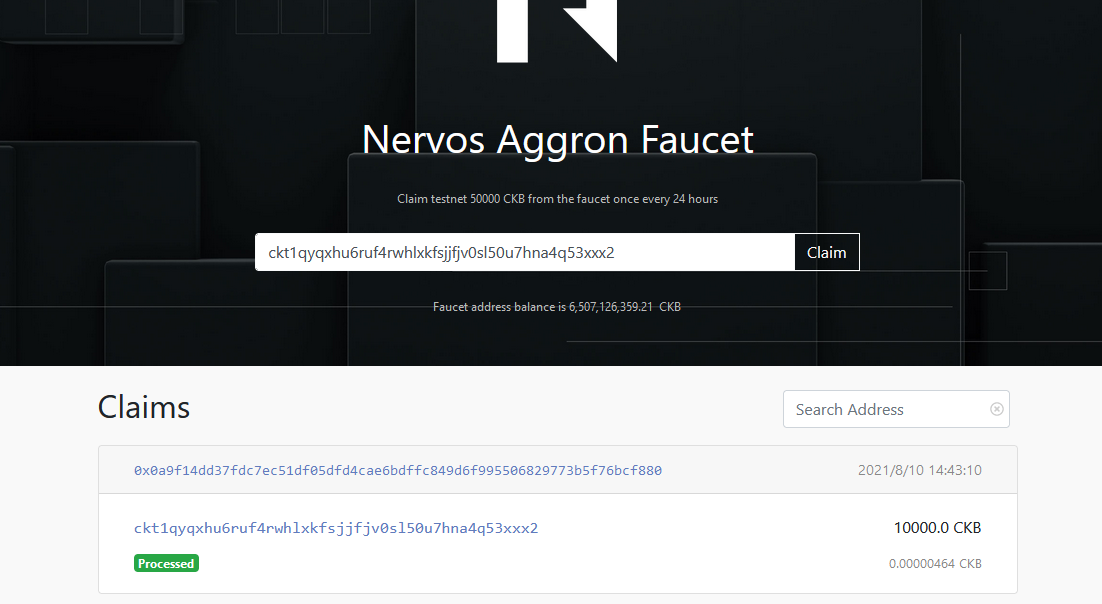 Nervos Aggron Faucet
Claim testnet 50000 CKB from the faucet once every 24 hours
ckt1qyqxhu6ruf4rwhlxkfsjjfjv0sl50u7hna4q53xxx2 Claim
Faucet address balance is 6,507,126,359.21 CKB
Claims Search Address
0x0a9f14dd37fdc7ec51df05dfd4cae6bdffc849d6f995506829773b5f76bcf880 2021/8/10 14:43:10
ckt1qyqxhu6ruf4rwhlxkfsjjfjv0sl50u7hna4q53xxx2 10000.0 CKB
Processed 0.00000464 CKB